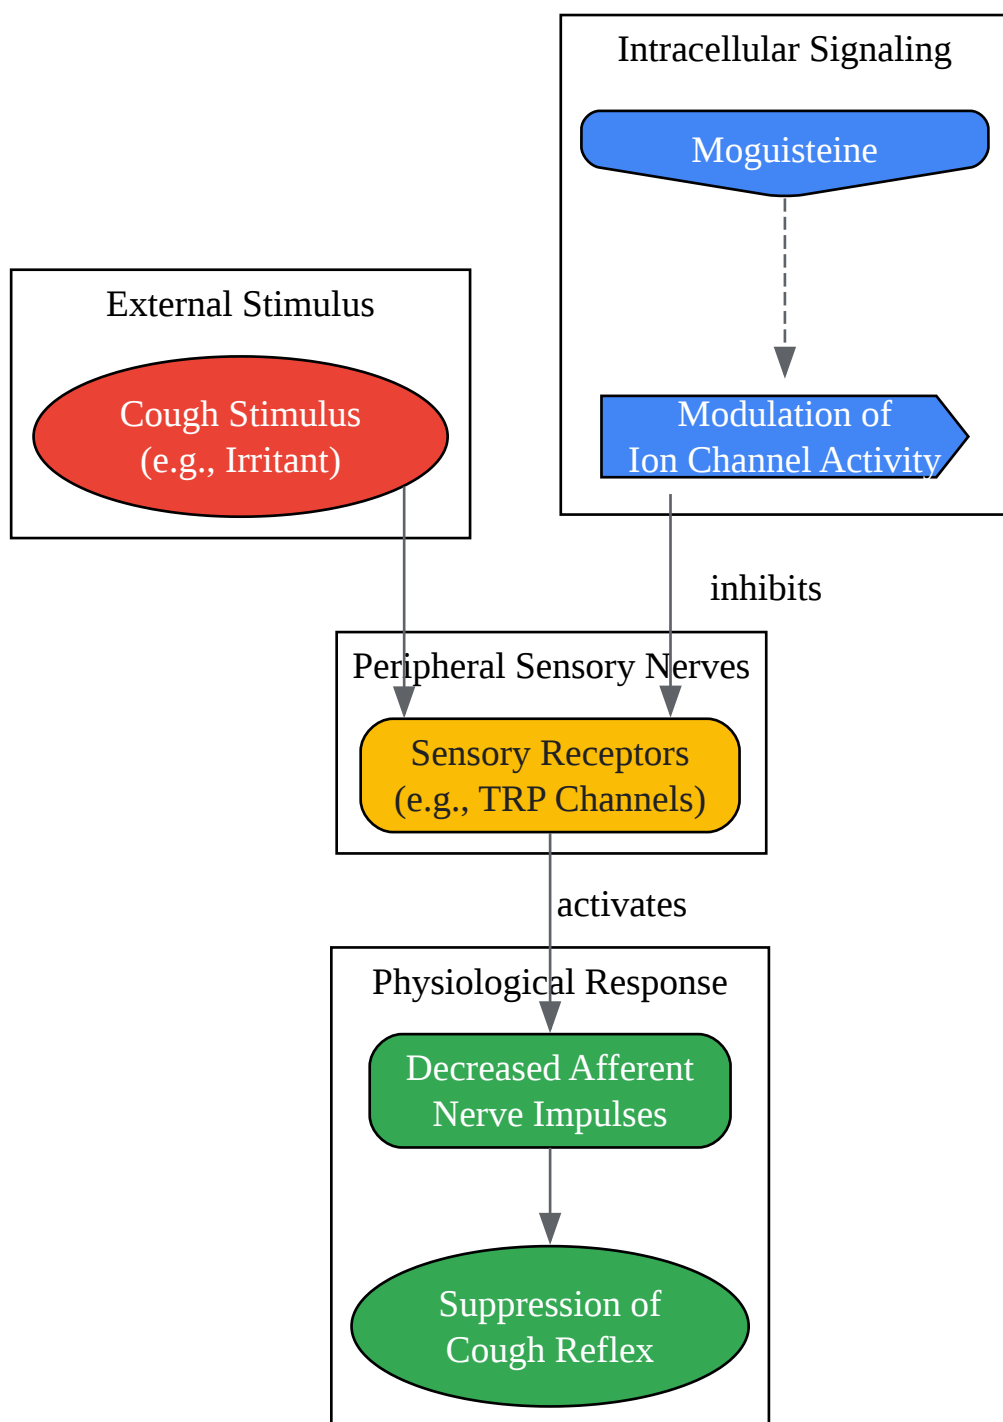 Intracellular Signaling
Moguisteine
External Stimulus
Cough Stimulus
(e.g., Irritant)
Modulation of
Ion Channel Activity
inhibits
Peripheral Sensory Nerves
Sensory Receptors
(e.g., TRP Channels)
activates
Physiological Response
Decreased Afferent
Nerve Impulses
Suppression of
Cough Reflex